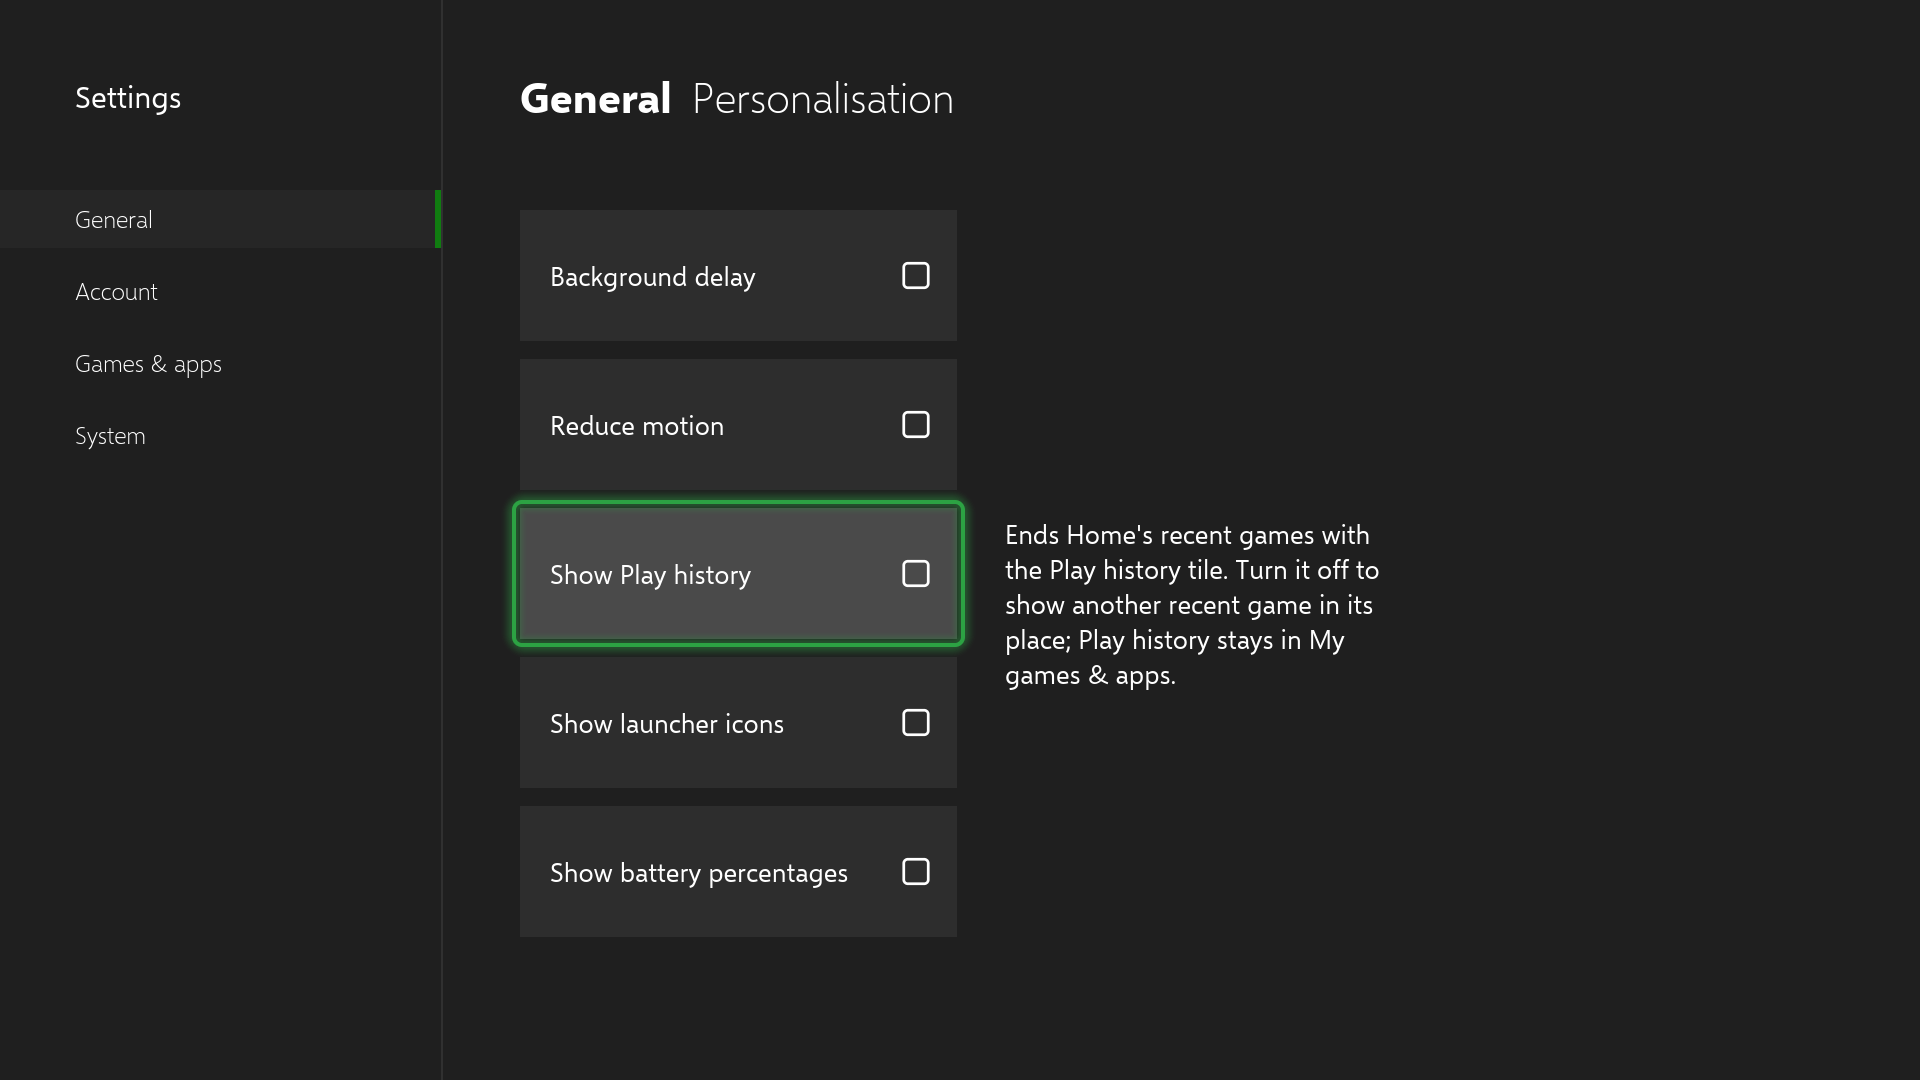 Settings
General
Account
Games & apps
System
General Personalisation
Background delay
Reduce motion
Show Play history
Show launcher icons
Show battery percentages
Ends Home's recent games with
the Play history tile. Turn it off to
show another recent game in its
place; Play history stays in My
games & apps.